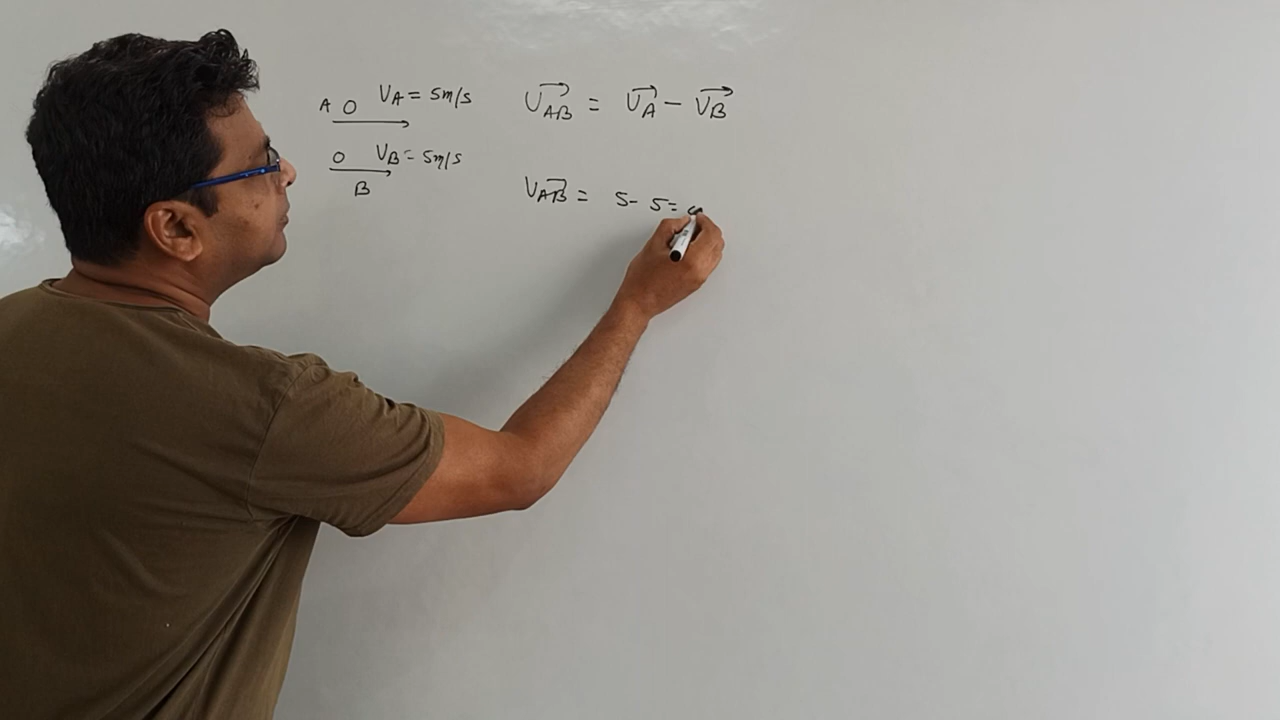 A O V_A = 5m/s
O V_B = 5m/s
B
V_AB = V_A - V_B
V_AB = 5 - 5 =